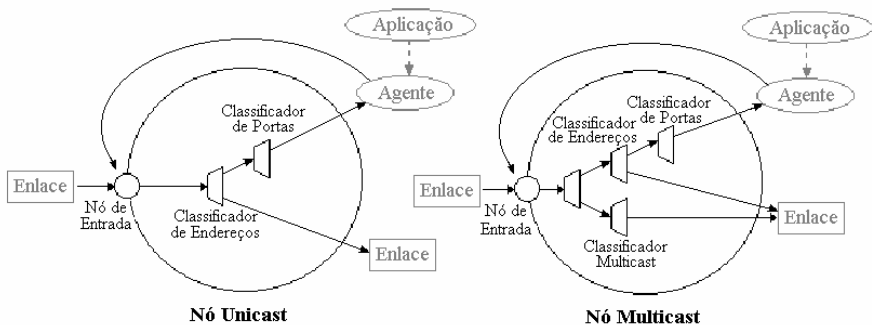 Aplicação
Agente
Classificador
de Portas
Enlace
Nó de
Entrada
Classificador
de Endereços
Enlace
Nó Unicast
Aplicação
Agente
Classificador
de Portas
Classificador
de Endereços
Enlace
Nó de
Entrada
Enlace
Classificador
Multicast
Nó Multicast